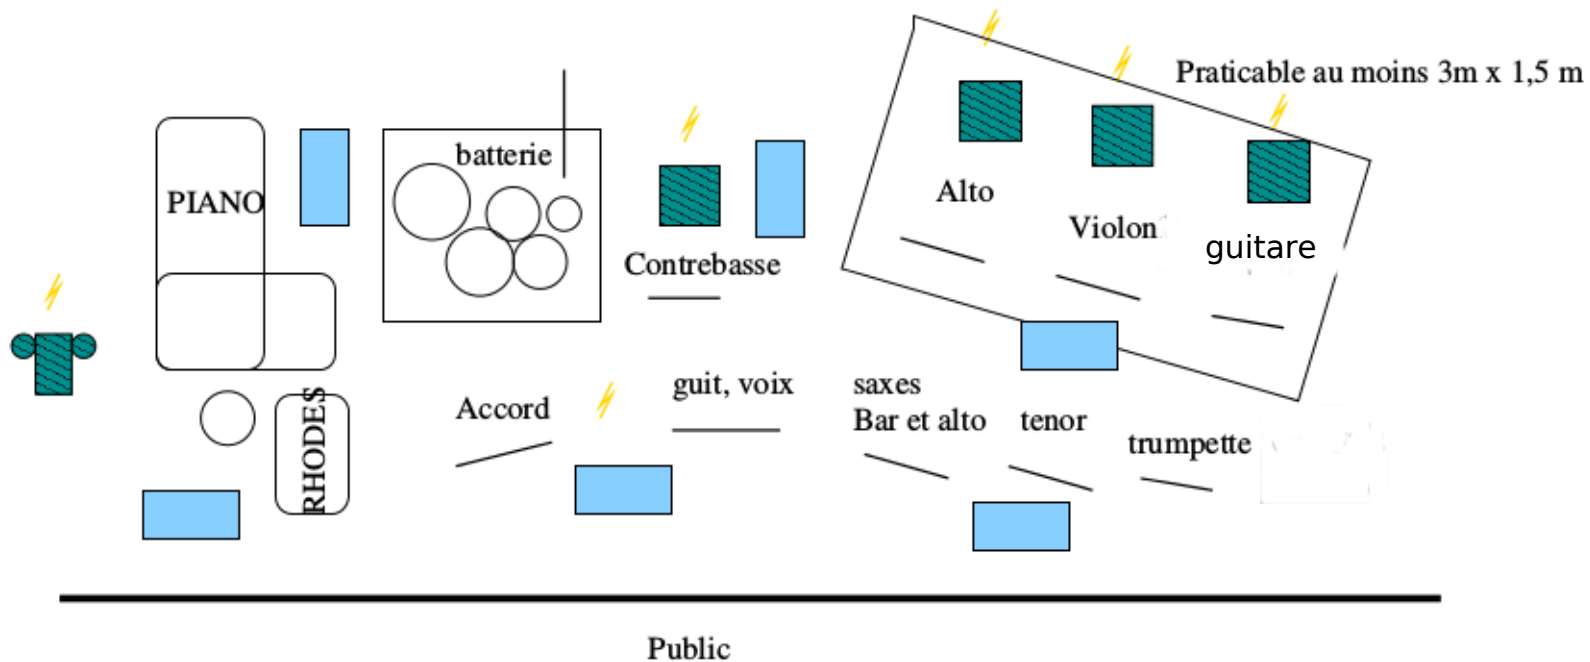 Praticable au moins 3m x 1,5 m
batterie
PIANO
Alto
Violon
guitare
Contrebasse
guit, voix
saxes
Bar et alto
tenor
Accord
trumpette
RHODES
Public